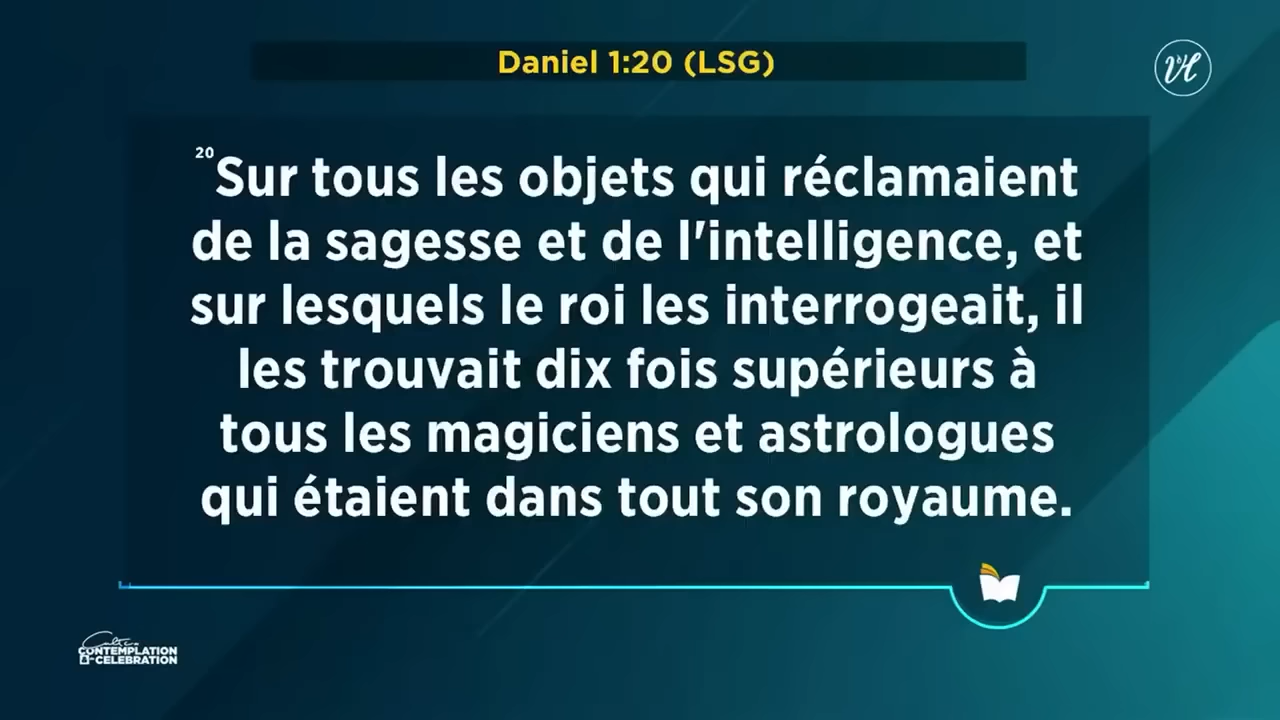 Daniel 1:20 (LSG)
20 Sur tous les objets qui réclamaient
de la sagesse et de l'intelligence, et
sur lesquels le roi les interrogeait, il
les trouvait dix fois supérieurs à
tous les magiciens et astrologues
qui étaient dans tout son royaume.
CONTEMPLATION
CELEBRATION